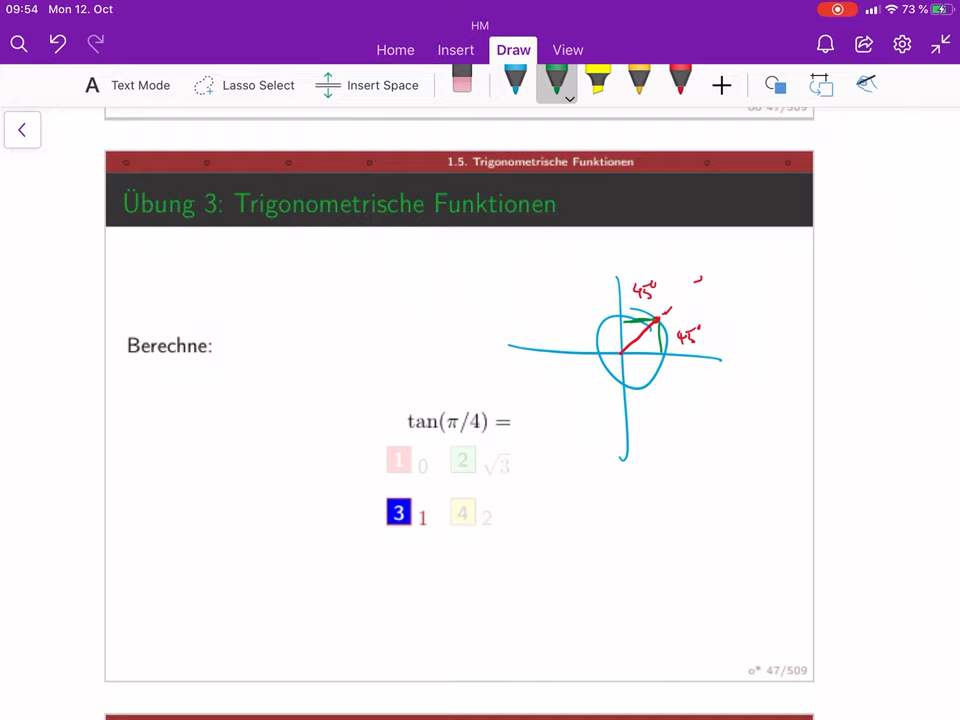 09:54 Mon 12. Oct
73 %
HM
Home Insert Draw View
A Text Mode Lasso Select Insert Space
47/509
1.5. Trigonometrische Funktionen
Übung 3: Trigonometrische Funktionen
45°
45°
Berechne:
tan(π/4) =
1 0 2 √3
3 1 4 2
o* 47/509